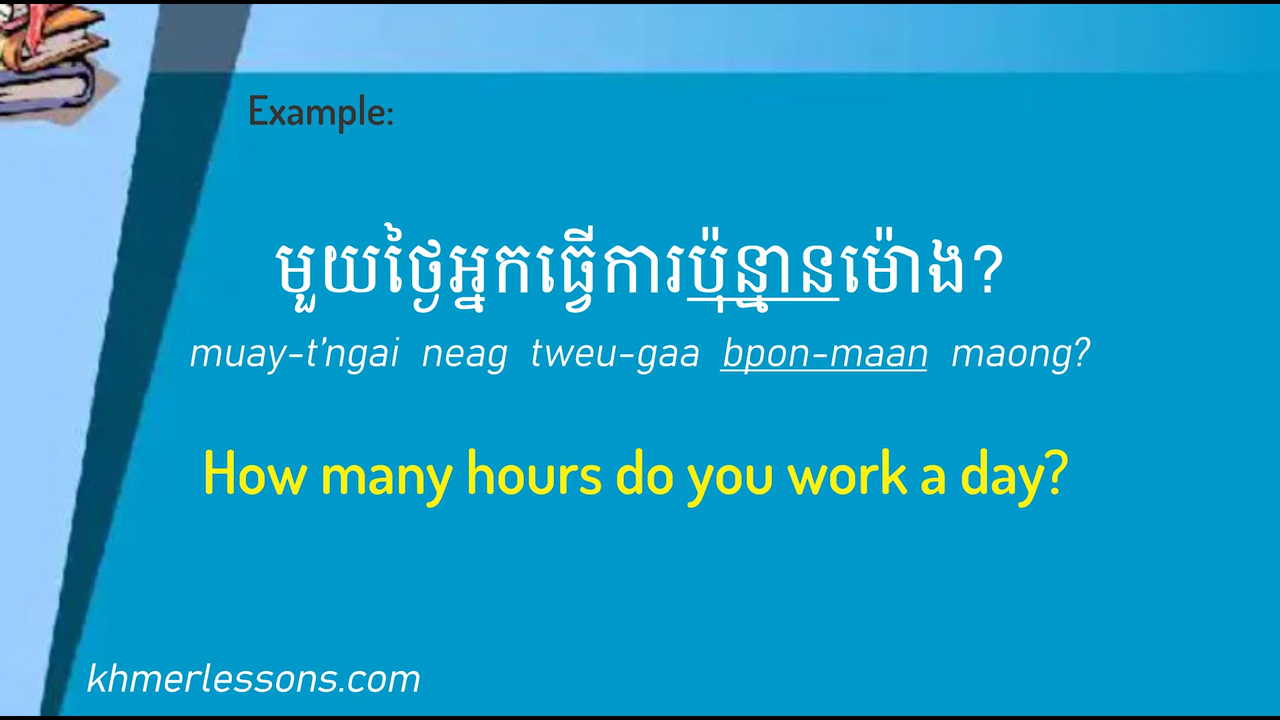 Example:
មួយថ្ងៃអ្នកធ្វើការប៉ុន្មានម៉ោង?
muay-t'ngai neag tweu-gaa bpon-maan maong?
How many hours do you work a day?
khmerlessons.com